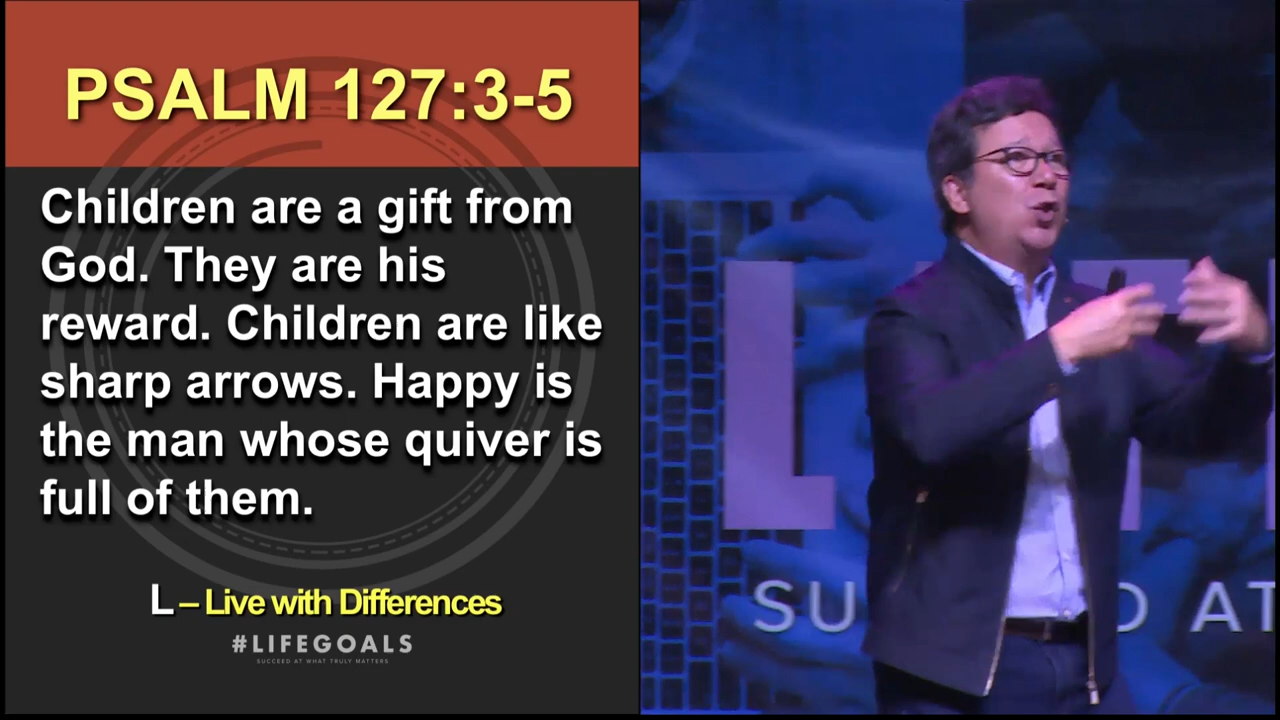 PSALM 127:3-5
Children are a gift from
God. They are his
reward. Children are like
sharp arrows. Happy is
the man whose quiver is
full of them.
L – Live with Differences
#LIFEGOALS
SUCCEED AT WHAT TRULY MATTERS